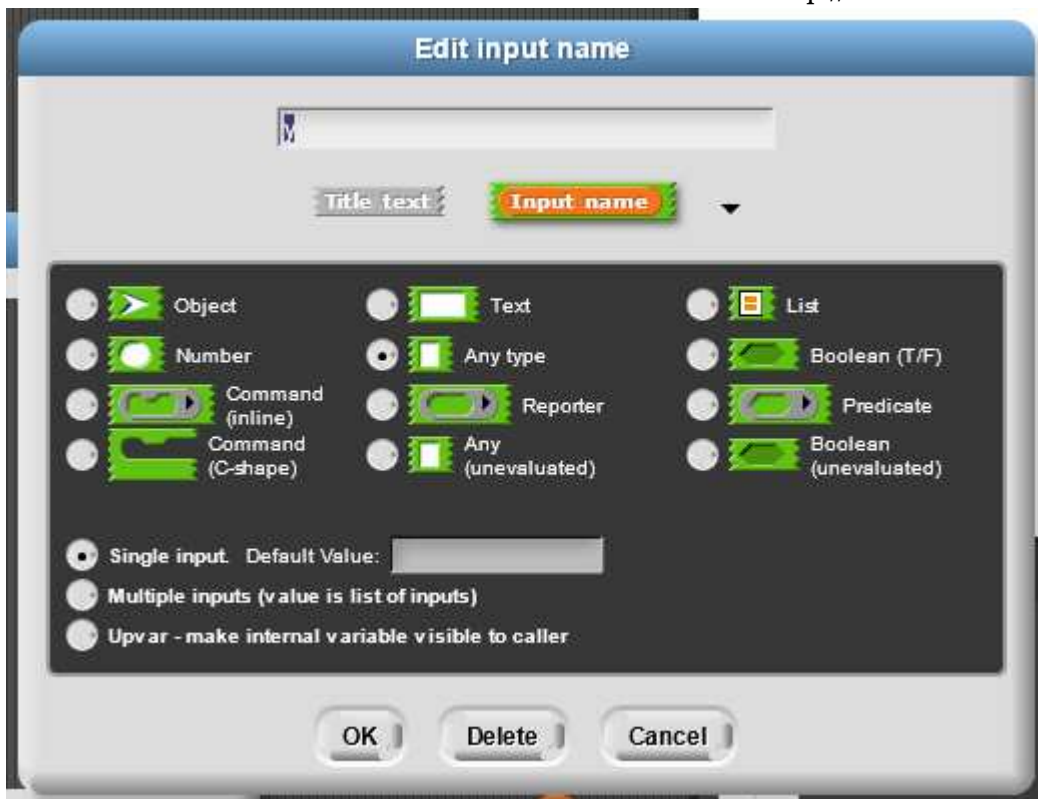 Edit input name
y
Title text Input name
Object Text List
Number Any type Boolean (T/F)
Command (inline) Reporter Predicate
Command (C-shape) Any (unevaluated) Boolean (unevaluated)
Single input. Default Value:
Multiple inputs (value is list of inputs)
Upvar - make internal variable visible to caller
OK Delete Cancel